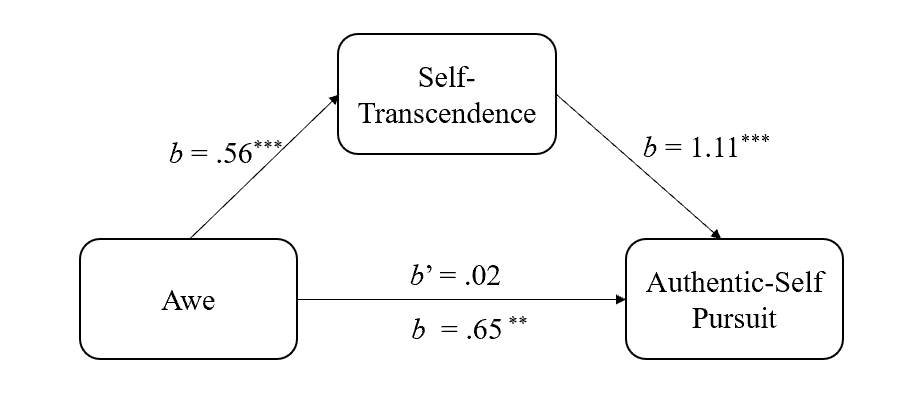 Self-
Transcendence
b = .56***
b = 1.11***
b’ = .02
Awe
Authentic-Self
Pursuit
b = .65 **